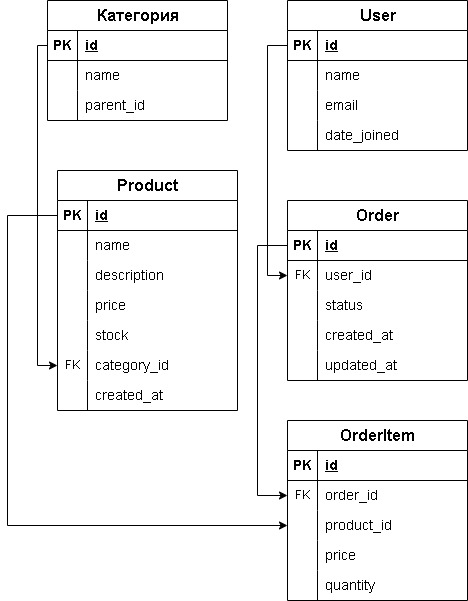 Категория
PK id
name
parent_id
User
PK id
name
email
date_joined
Product
PK id
name
description
price
stock
FK category_id
created_at
Order
PK id
FK user_id
status
created_at
updated_at
OrderItem
PK id
FK order_id
product_id
price
quantity